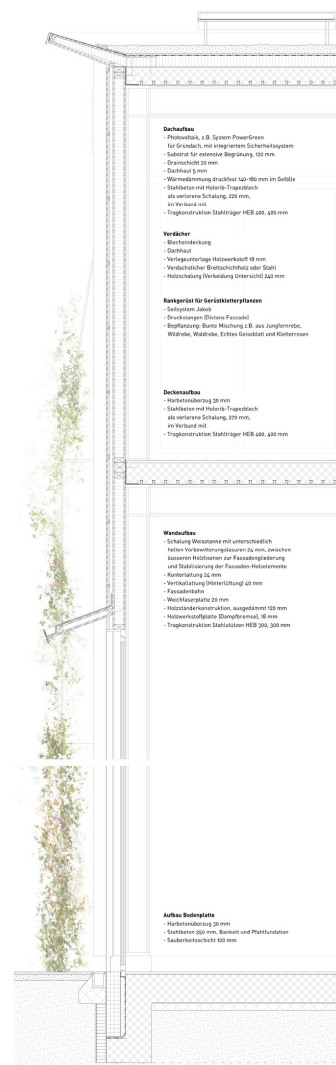 Dachaufbau
- Photovoltaik, z.B. System PowerGreen
für Gründach, mit integriertem Sicherheitssystem
- Substrat für extensive Begrünung, 120 mm
- Drainschicht 20 mm
- Dachhaut 5 mm
- Wärmedämmung druckfest 140-180 mm im Gefälle
- Stahlbeton mit Holorib-Trapezblech
als verlorene Schalung, 220 mm,
im Verbund mit
- Tragkonstruktion Stahlträger HEB 400, 400 mm
Vordächer
- Blecheindeckung
- Dachhaut
- Verlegeunterlage Holzwerkstoff 18 mm
- Vordachsticher Brettschichtholz oder Stahl
- Holzschalung (Verkeidung Untersicht) 240 mm
Rankgerüst für Gerüstkletterpflanzen
- Seilsystem Jakob
- Druckstangen (Distanz Fassade)
- Bepflanzung: Bunte Mischung z.B. aus Jungfernrebe,
Wildrebe, Waldrebe, Echtes Geissblatt und Kletterrosen
Deckenaufbau
- Harbetonüberzug 30 mm
- Stahlbeton mit Holorib-Trapezblech
als verlorene Schalung, 220 mm,
im Verbund mit
- Tragkonstruktion Stahlträger HEB 400, 400 mm
Wandaufbau
- Schalung Weisstanne mit unterschiedlich
hellen Vorbewitterungslasuren 24 mm, zwischen
äusseren Holzlisenen zur Fassadengliederung
und Stabilisierung der Fassaden-Holzelemente
- Konterlattung 24 mm
- Vertikallattung (Hinterlüftung) 40 mm
- Fassadenbahn
- Weichfaserplatte 20 mm
- Holzständerkonstruktion, ausgedämmt 120 mm
- Holzwerkstoffplatte (Dampfbremse), 18 mm
- Tragkonstruktion Stahlstützen HEB 300, 300 mm
Aufbau Bodenplatte
- Harbetonüberzug 30 mm
- Stahlbeton 350 mm, Bankett und Pfahlfundation
- Sauberkeitsschicht 100 mm